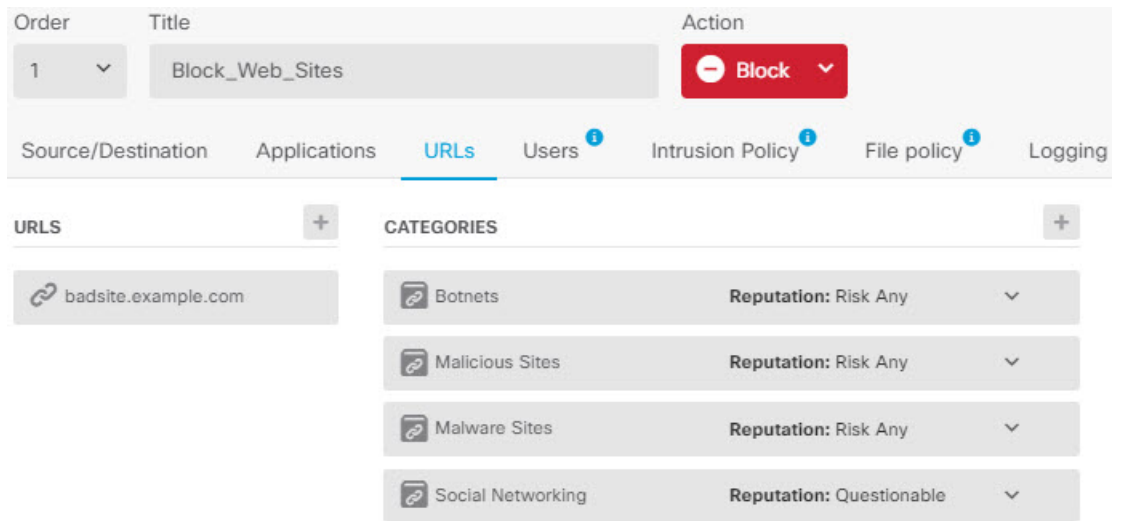 Order Title Action
1 Block_Web_Sites Block
Source/Destination Applications URLs Users Intrusion Policy File policy Logging
URLS CATEGORIES
badsite.example.com Botnets Reputation: Risk Any
Malicious Sites Reputation: Risk Any
Malware Sites Reputation: Risk Any
Social Networking Reputation: Questionable